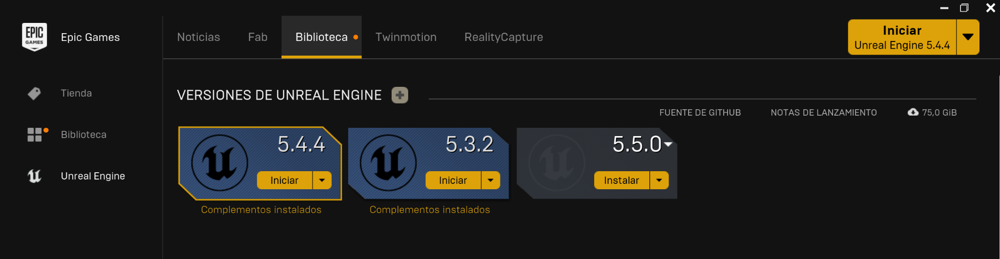 EPIC
GAMES
Epic Games
Noticias
Fab
Biblioteca
Twinmotion
RealityCapture
Iniciar
Unreal Engine 5.4.4
Tienda
Biblioteca
Unreal Engine
VERSIONES DE UNREAL ENGINE
FUENTE DE GITHUB
NOTAS DE LANZAMIENTO
75,0 GiB
5.4.4
Iniciar
Complementos instalados
5.3.2
Iniciar
Complementos instalados
5.5.0
Instalar